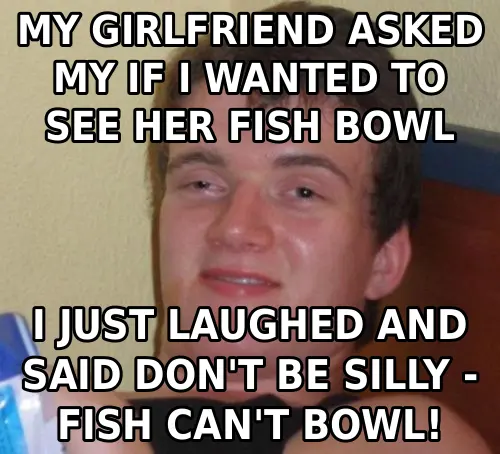 MY GIRLFRIEND ASKED
MY IF I WANTED TO
SEE HER FISH BOWL
I JUST LAUGHED AND
SAID DON'T BE SILLY -
FISH CAN'T BOWL!